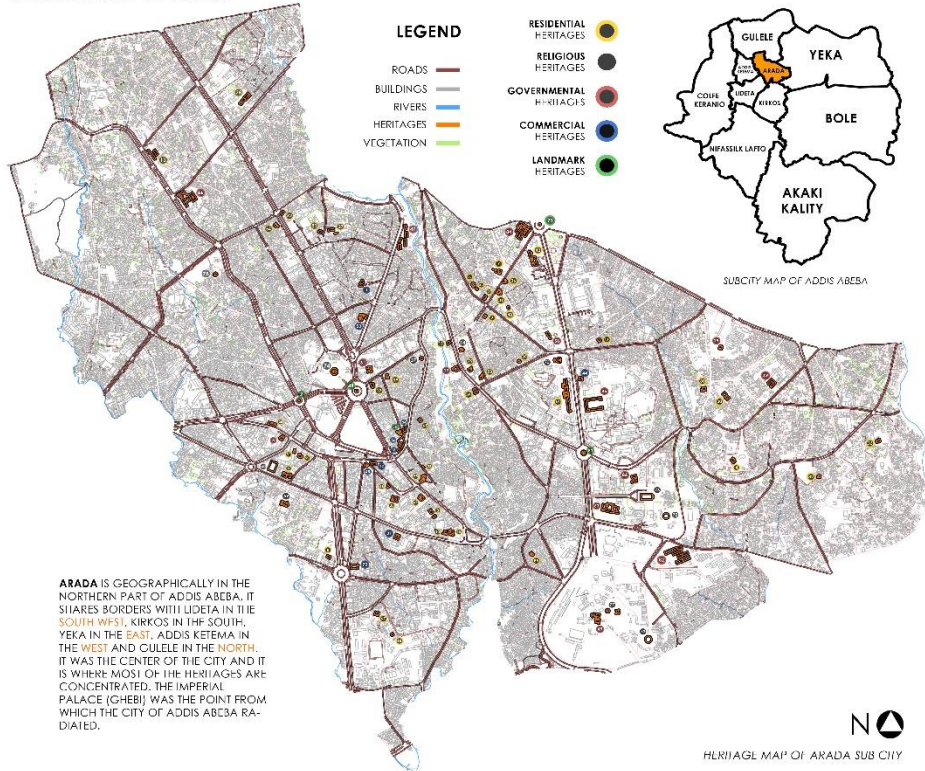 LEGEND
ROADS
BUILDINGS
RIVERS
HERITAGES
VEGETATION
RESIDENTIAL
HERITAGES
RELIGIOUS
HERITAGES
GOVERNMENTAL
HERITAGES
COMMERCIAL
HERITAGES
LANDMARK
HERITAGES
GULELE
YEKA
ARADA
COLFE
KERANIO
LIDETA
KIRKOS
BOLE
NIFASSILK LAFTO
AKAKI
KALITY
SUBCITY MAP OF ADDIS ABEBA
ARADA IS GEOGRAPHICALLY IN THE
NORTHERN PART OF ADDIS ABEBA. IT
SHARES BORDERS WITH LIDETA IN THE
SOUTH WEST, KIRKOS IN THE SOUTH,
YEKA IN THE EAST, ADDIS KETEMA IN
THE WEST AND GULELE IN THE NORTH.
IT WAS THE CENTER OF THE CITY AND IT
IS WHERE MOST OF THE HERITAGES ARE
CONCENTRATED. THE IMPERIAL
PALACE (GHEBI) WAS THE POINT FROM
WHICH THE CITY OF ADDIS ABEBA RA-
DIATED.
N
HERITAGE MAP OF ARADA SUB CITY